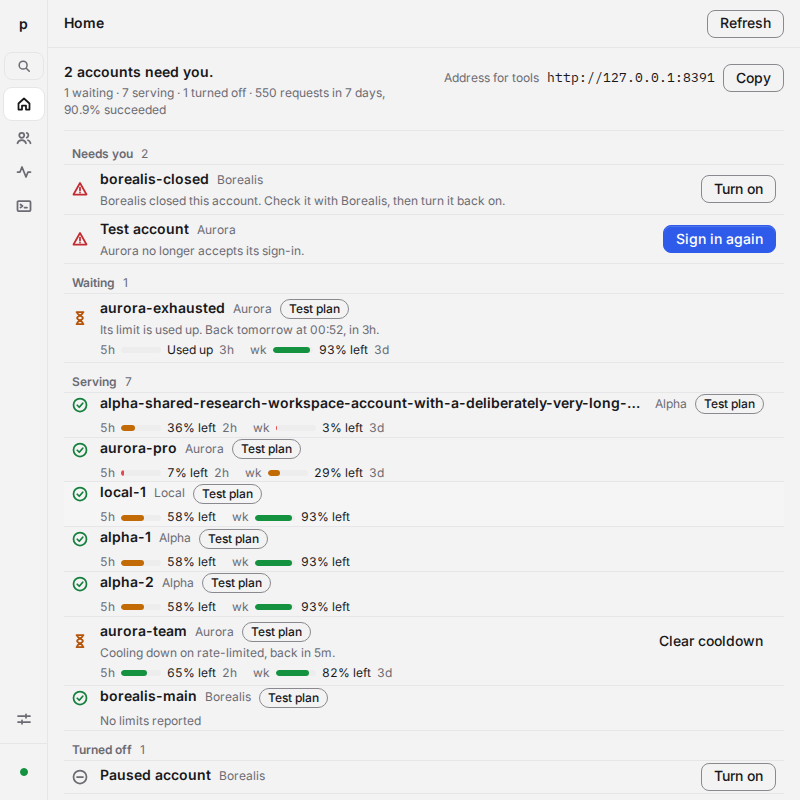 p
Home
Refresh
2 accounts need you.
1 waiting · 7 serving · 1 turned off · 550 requests in 7 days,
90.9% succeeded
Address for tools http://127.0.0.1:8391 Copy
Needs you 2
borealis-closed Borealis
Borealis closed this account. Check it with Borealis, then turn it back on.
Turn on
Test account Aurora
Aurora no longer accepts its sign-in.
Sign in again
Waiting 1
aurora-exhausted Aurora Test plan
Its limit is used up. Back tomorrow at 00:52, in 3h.
5h Used up 3h wk 93% left 3d
Serving 7
alpha-shared-research-workspace-account-with-a-deliberately-very-long-... Alpha Test plan
5h 36% left 2h wk 3% left 3d
aurora-pro Aurora Test plan
5h 7% left 2h wk 29% left 3d
local-1 Local Test plan
5h 58% left wk 93% left
alpha-1 Alpha Test plan
5h 58% left wk 93% left
alpha-2 Alpha Test plan
5h 58% left wk 93% left
aurora-team Aurora Test plan
Cooling down on rate-limited, back in 5m.
5h 65% left 2h wk 82% left 3d
Clear cooldown
borealis-main Borealis Test plan
No limits reported
Turned off 1
Paused account Borealis
Turn on